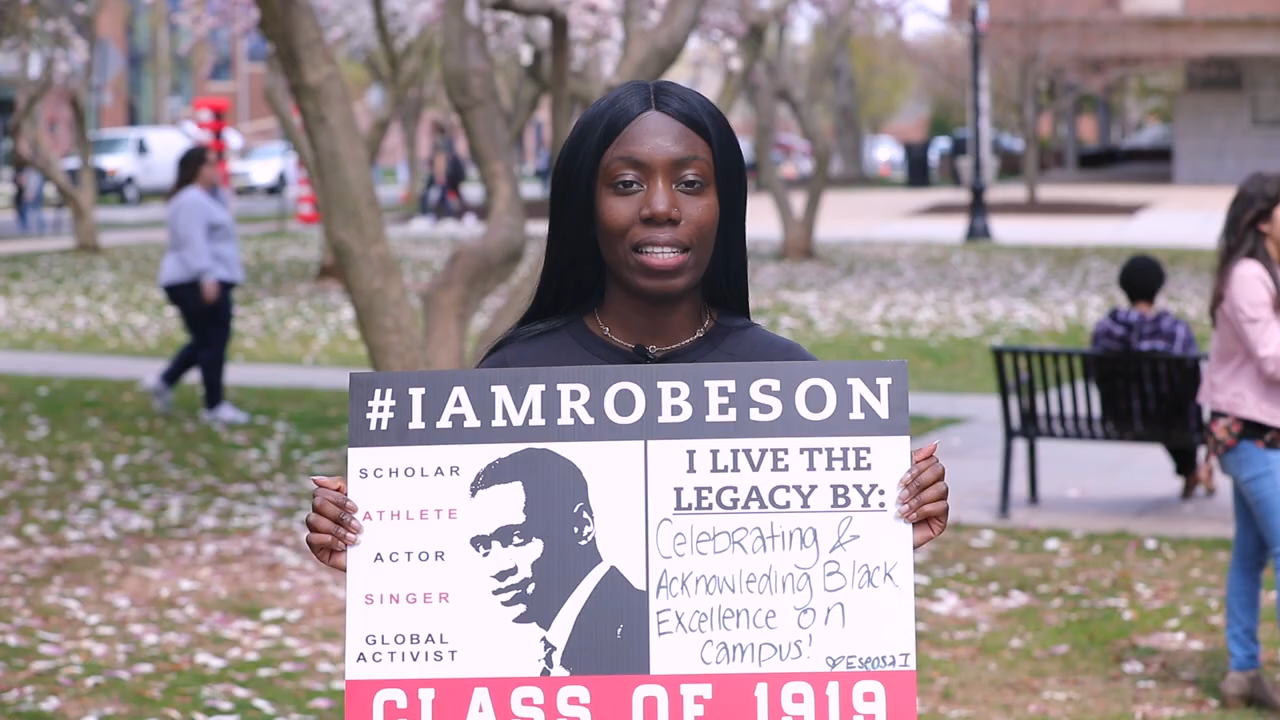 #IAMROBESON
SCHOLAR
ATHLETE
ACTOR
SINGER
GLOBAL
ACTIVIST
I LIVE THE
LEGACY BY:
Celebrating &
Acknowleding Black
Excellence on
campus!
♡ Eseosa I
CLASS OF 1919